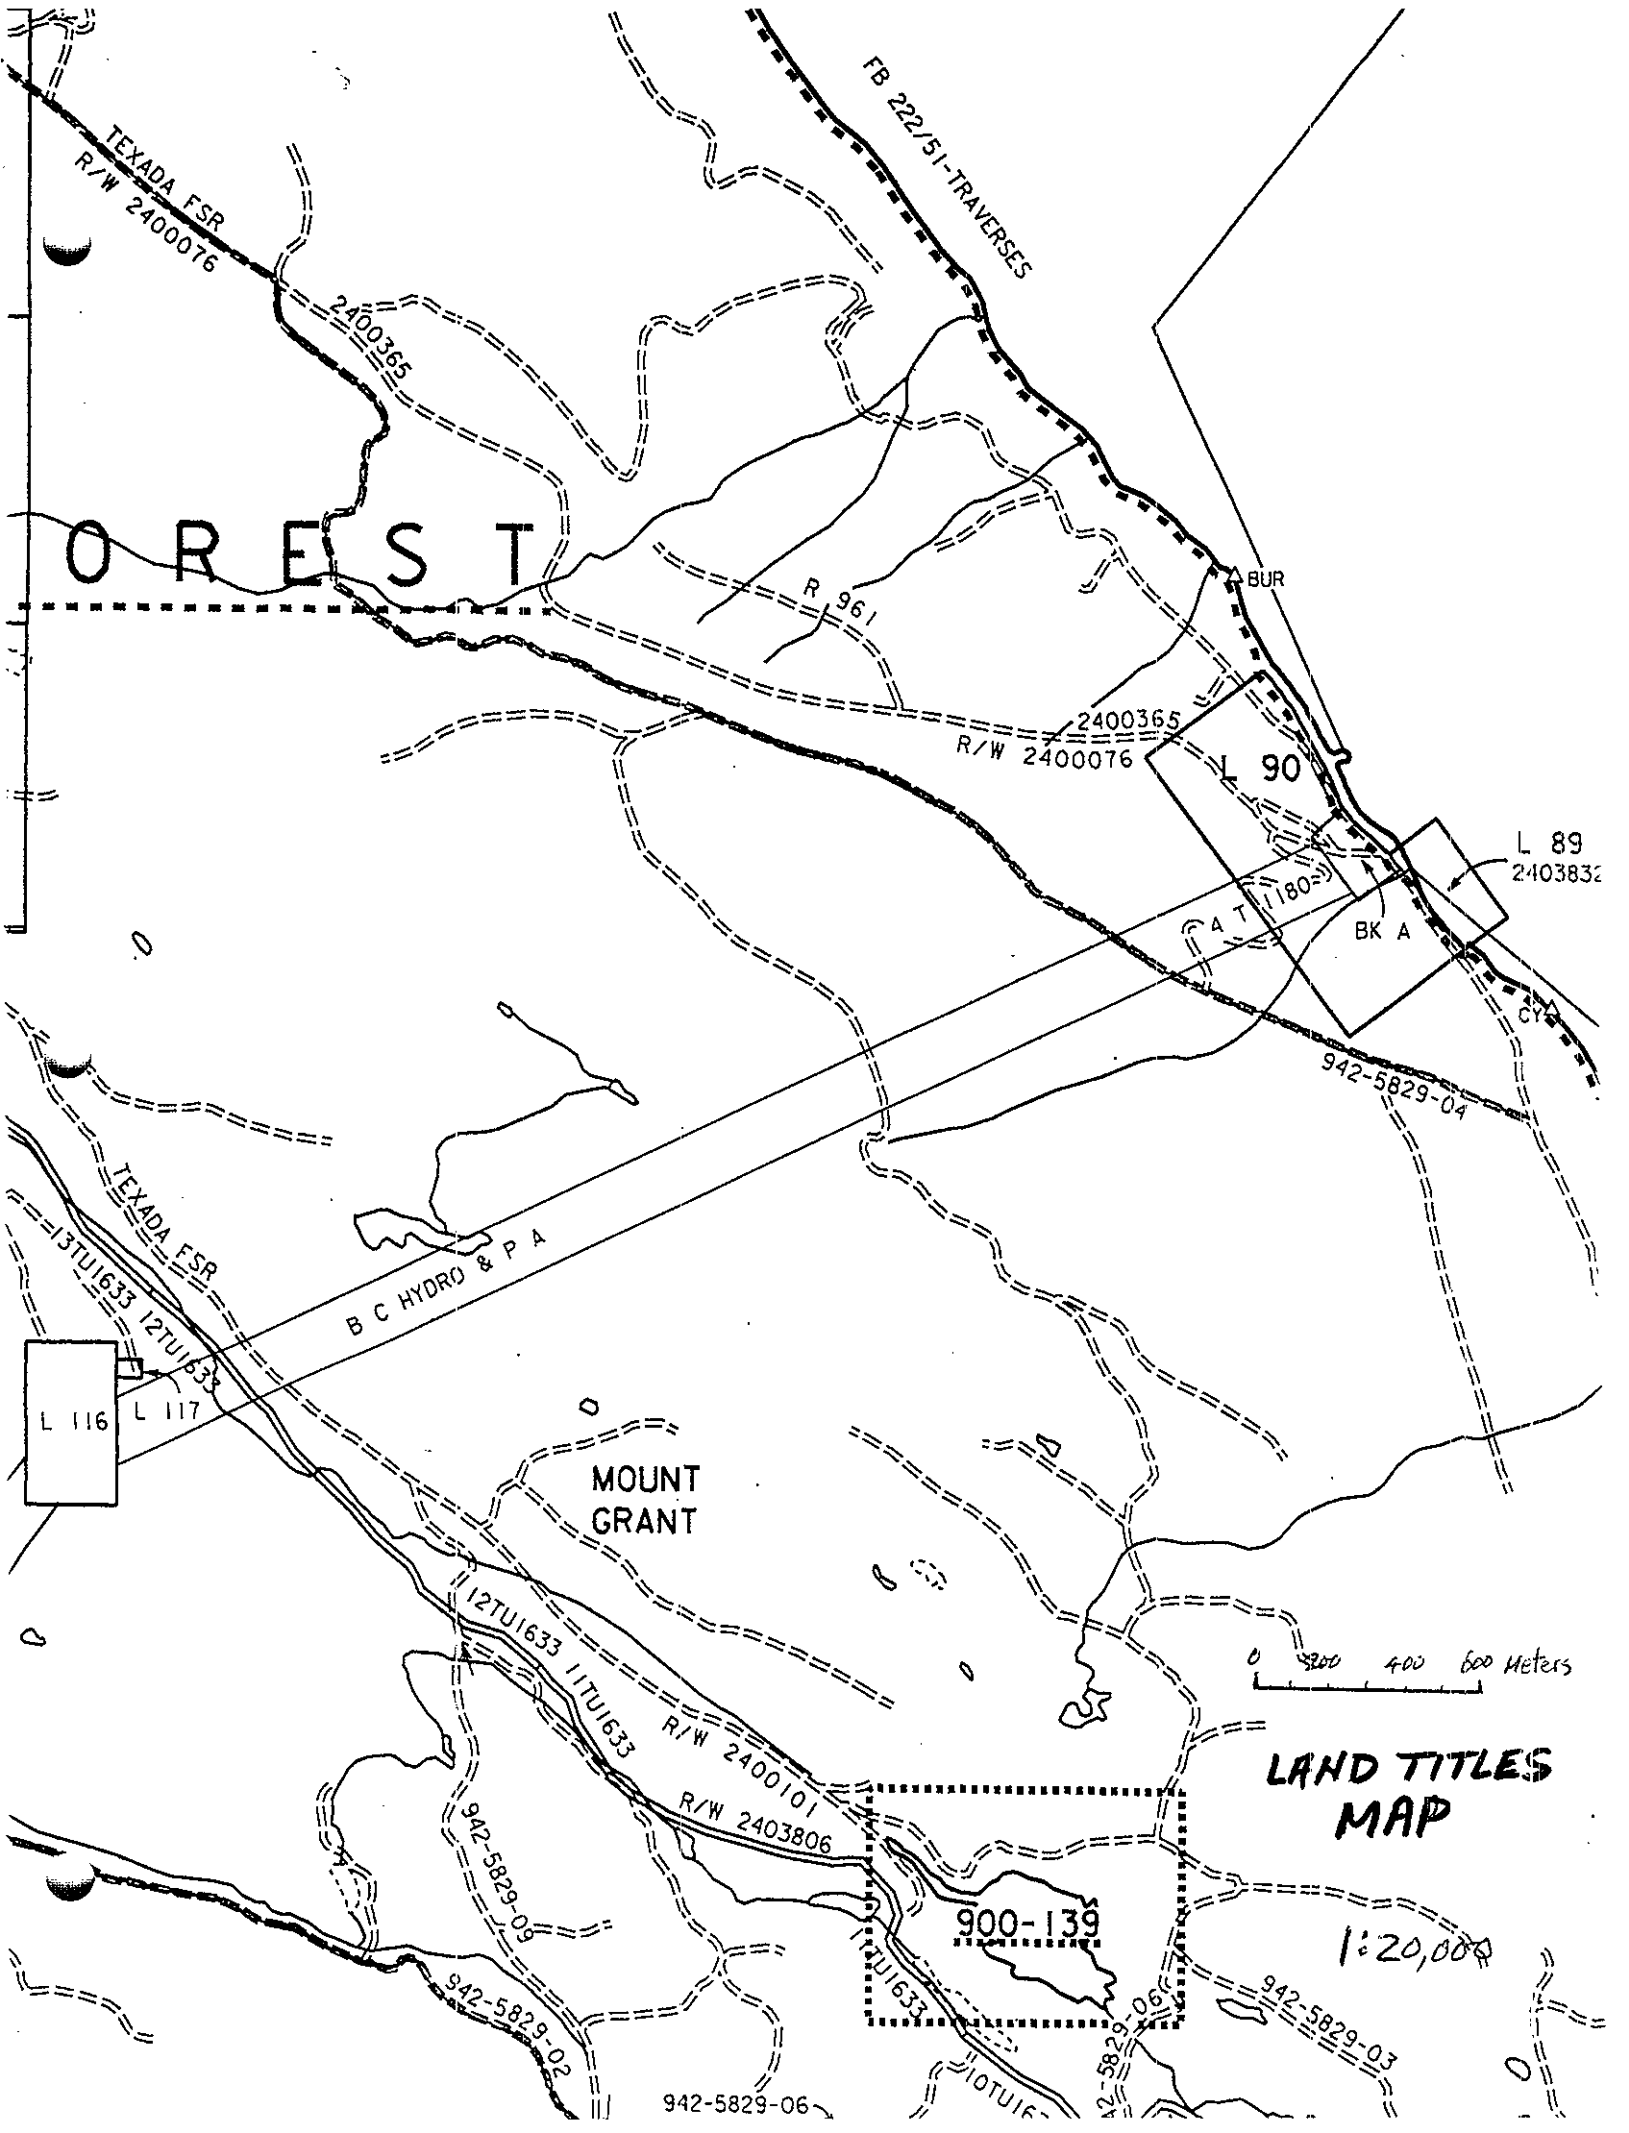 FB 222/51-TRAVERSES
TEXADA FSR
R/W 2400076
2400365
O R E S T
BUR
R 961
2400365
R/W 2400076
L 90
L 89
2403832
4 T 1180
BK A
CY
942-5829-04
TEXADA FSR
13TU1633 12TU1633
B C HYDRO & P A
L 116
L 117
MOUNT
GRANT
12TU1633 11TU1633
0 200 400 600 Meters
R/W 2400101
R/W 2403806
LAND TITLES
MAP
942-5829-09
900-139
1:20,000
11TU1633
942-5829-02
942-5829-06
942-5829-03
10TU163
942-5829-06